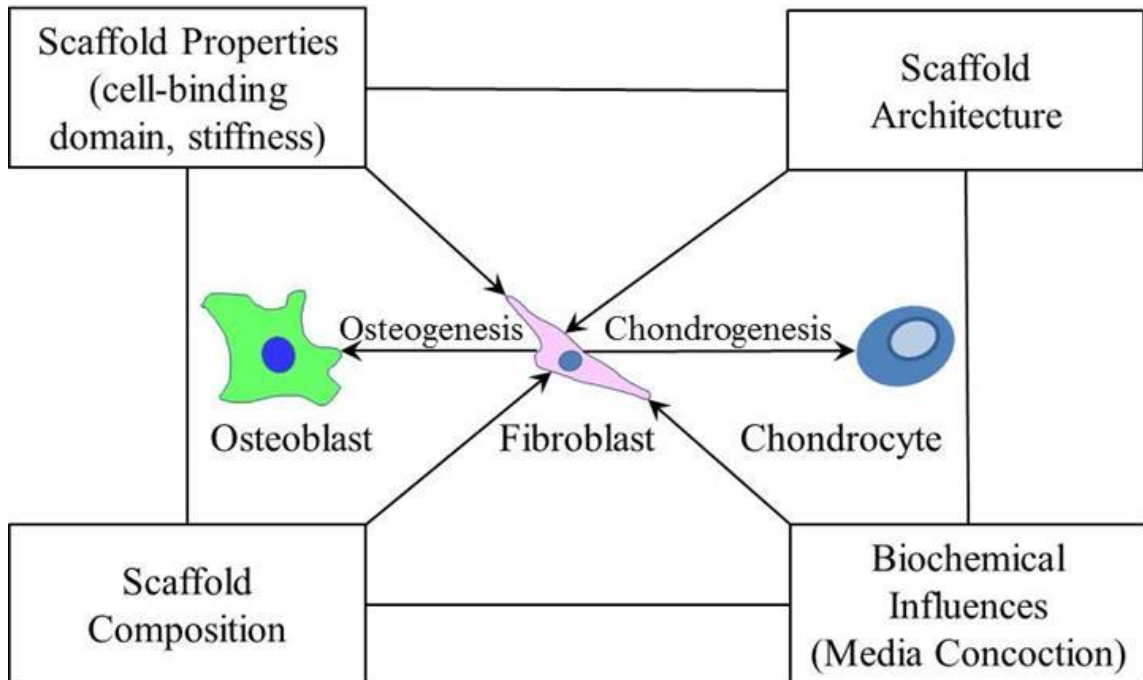 Scaffold Properties
(cell-binding
domain, stiffness)
Scaffold
Architecture
Osteogenesis
Chondrogenesis
Osteoblast
Fibroblast
Chondrocyte
Scaffold
Composition
Biochemical
Influences
(Media Concoction)